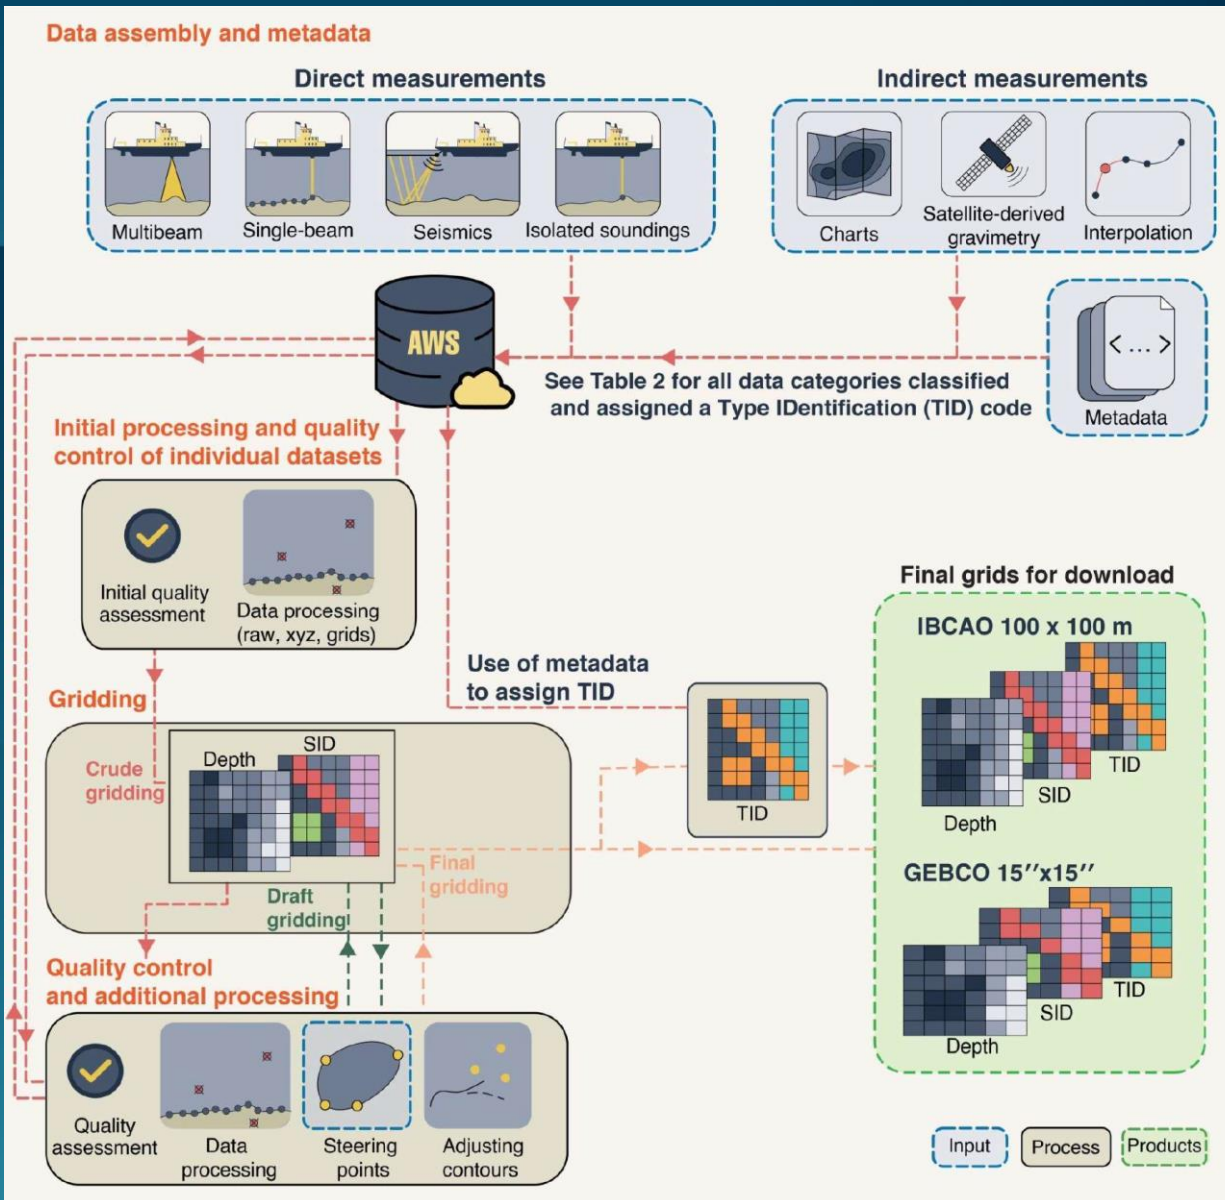 Data assembly and metadata
Direct measurements
Indirect measurements
Multibeam
Single-beam
Seismics
Isolated soundings
Charts
Satellite-derived
gravimetry
Interpolation
AWS
See Table 2 for all data categories classified
and assigned a Type IDentification (TID) code
< ... >
Metadata
Initial processing and quality
control of individual datasets
Initial quality
assessment
Data processing
(raw, xyz, grids)
Final grids for download
IBCAO 100 x 100 m
Use of metadata
to assign TID
Gridding
Crude
gridding
Depth
SID
TID
TID
SID
Depth
Final
gridding
Draft
gridding
GEBCO 15′′x15′′
TID
SID
Depth
Quality control
and additional processing
Quality
assessment
Data
processing
Steering
points
Adjusting
contours
Input
Process
Products